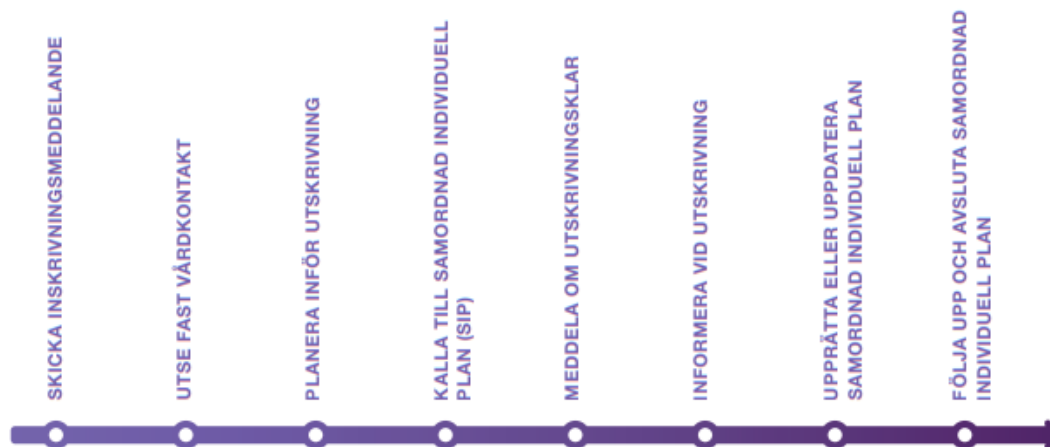 SKICKA INSKRIVNINGSMEDDELANDE
UTSE FAST VÅRDKONTAKT
PLANERA INFÖR UTSKRIVNING
KALLA TILL SAMORDNAD INDIVIDUELL
PLAN (SIP)
MEDDELA OM UTSKRIVNINGSKLAR
INFORMERA VID UTSKRIVNING
UPPRÄTTA ELLER UPPDATERA
SAMORDNAD INDIVIDUELL PLAN
FÖLJA UPP OCH AVSLUTA SAMORDNAD
INDIVIDUELL PLAN